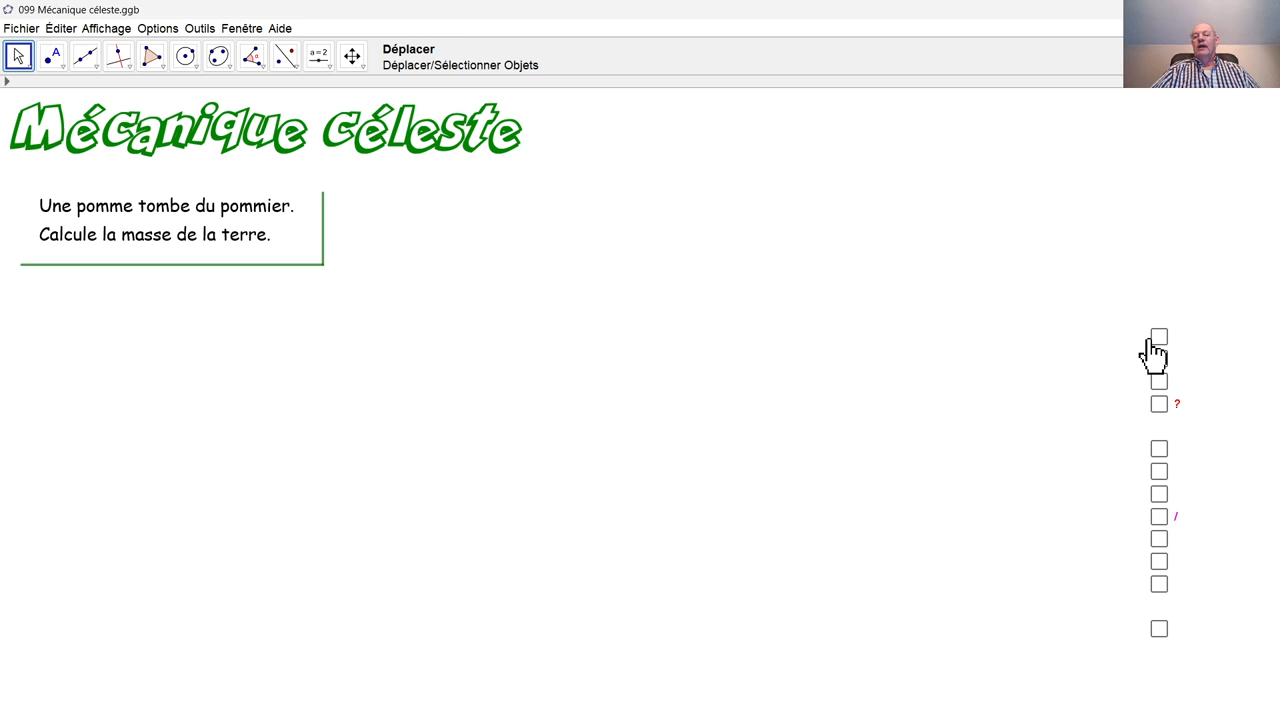 099 Mécanique céleste.ggb
Fichier Éditer Affichage Options Outils Fenêtre Aide
A
a=2
Déplacer
Déplacer/Sélectionner Objets
Mécanique céleste
Une pomme tombe du pommier.
Calcule la masse de la terre.
?
/